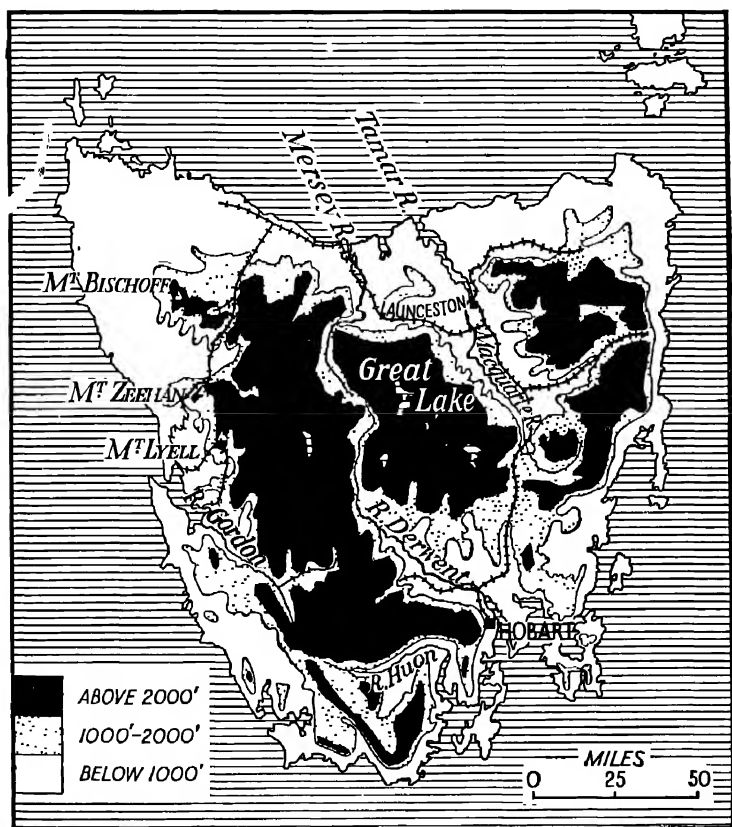 Mersey R.
Tamar R.
MT. BISCHOFF
LAUNCESTON
Macquarie R.
Great
Lake
MT. ZEEHAN
MT. LYELL
R. Gordon
R. Derwent
HOBART
R. Huon
ABOVE 2000'
1000'-2000'
BELOW 1000'
MILES
0 25 50